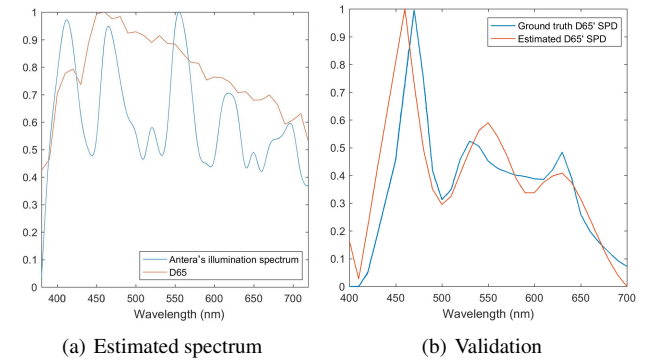 1
0.9
0.8
0.7
0.6
0.5
0.4
0.3
0.2
0.1
0
400 450 500 550 600 650 700
Wavelength (nm)
Antera's illumination spectrum
D65
(a) Estimated spectrum
1
0.9
0.8
0.7
0.6
0.5
0.4
0.3
0.2
0.1
0
400 450 500 550 600 650 700
Wavelength (nm)
Ground truth D65' SPD
Estimated D65' SPD
(b) Validation